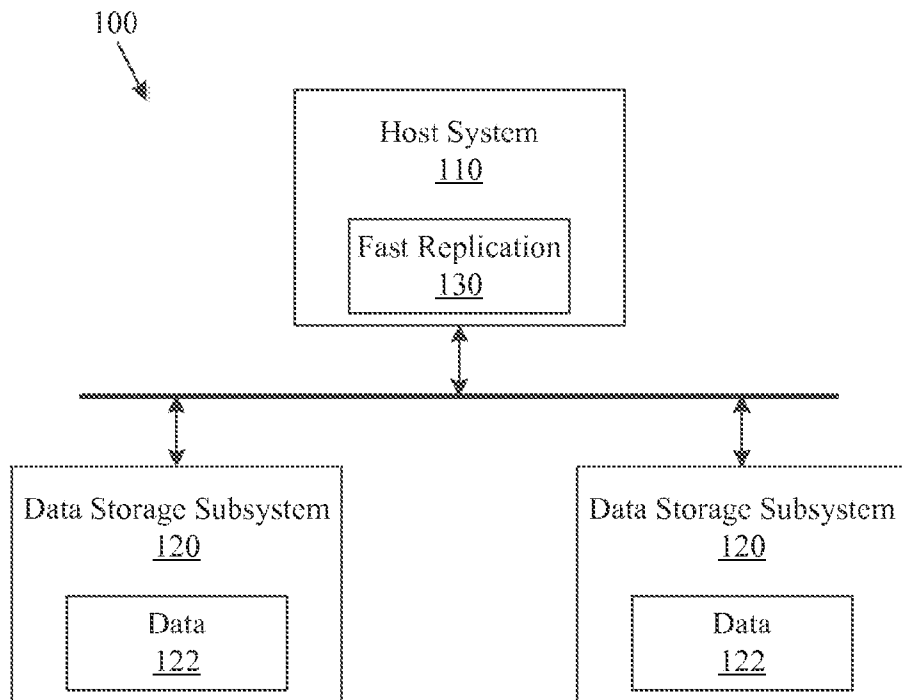 100
Host System
110
Fast Replication
130
Data Storage Subsystem
120
Data
122
Data Storage Subsystem
120
Data
122